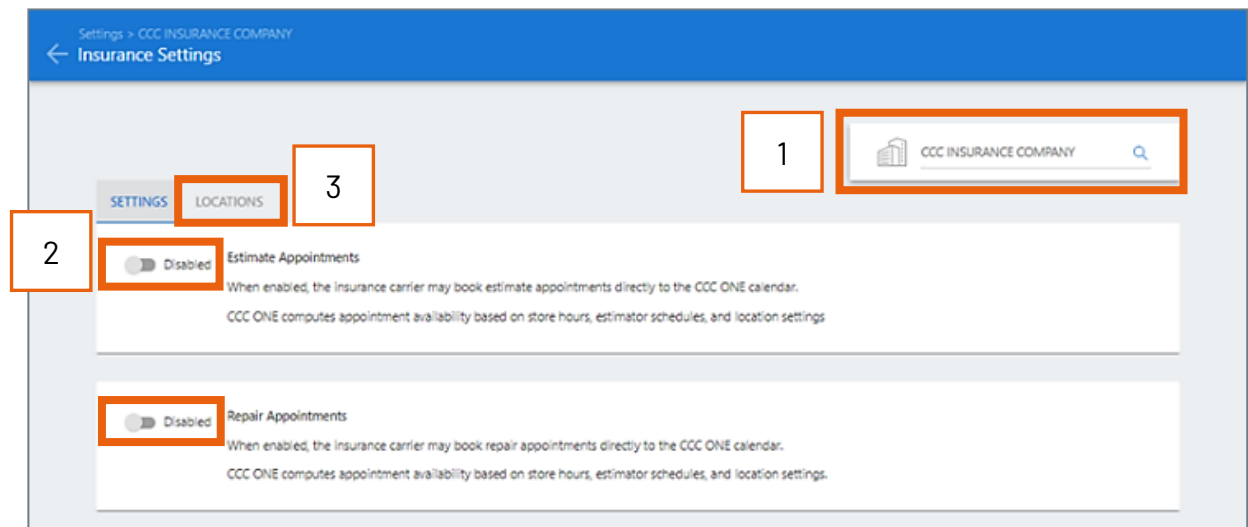 Settings > CCC INSURANCE COMPANY
Insurance Settings
1
CCC INSURANCE COMPANY
3
SETTINGS
LOCATIONS
2
Disabled
Estimate Appointments
When enabled, the insurance carrier may book estimate appointments directly to the CCC ONE calendar.
CCC ONE computes appointment availability based on store hours, estimator schedules, and location settings
Disabled
Repair Appointments
When enabled, the insurance carrier may book repair appointments directly to the CCC ONE calendar.
CCC ONE computes appointment availability based on store hours, estimator schedules, and location settings.